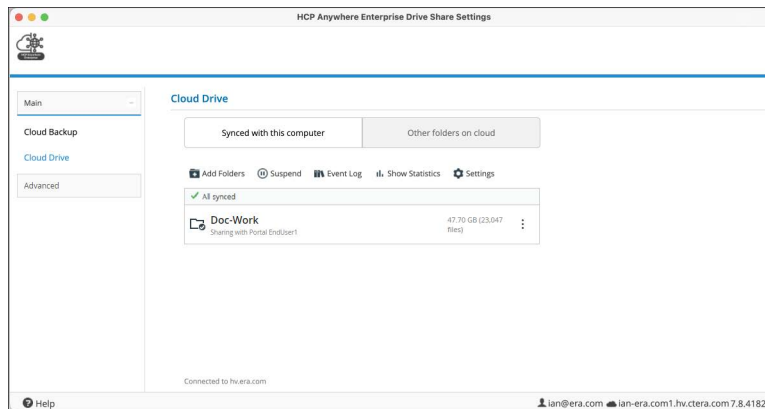 HCP Anywhere Enterprise Drive Share Settings
HCP Anywhere
Enterprise
Main
Cloud Backup
Cloud Drive
Advanced
Cloud Drive
Synced with this computer
Other folders on cloud
Add Folders
Suspend
Event Log
Show Statistics
Settings
All synced
Doc-Work
Sharing with Portal EndUser1
47.70 GB (23,047
files)
Connected to hv.era.com
Help
ian@era.com
ian-era.com1.hv.ctera.com 7.8.4182